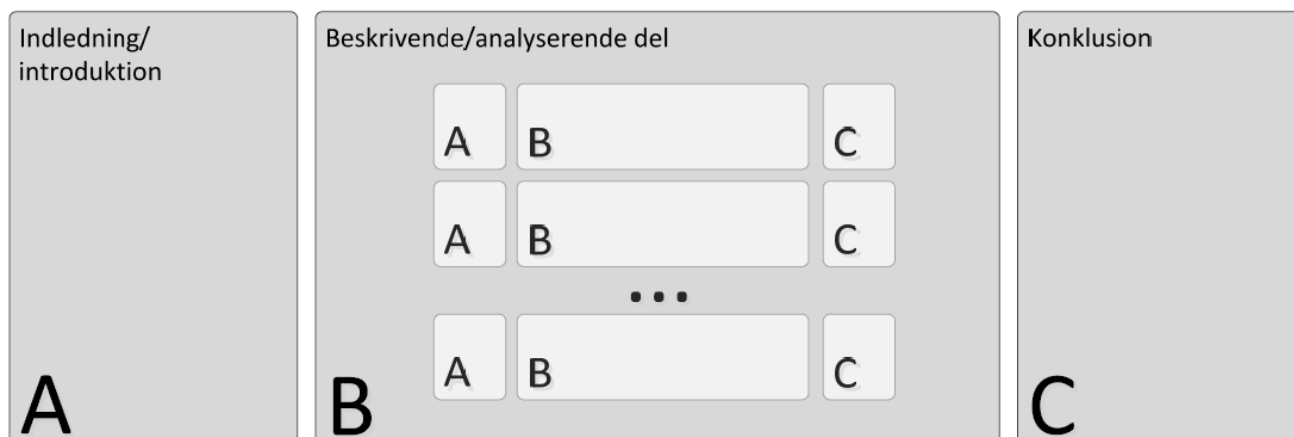 Indledning/
introduktion
A
Beskrivende/analyserende del
A B C
A B C
...
A B C
B
Konklusion
C